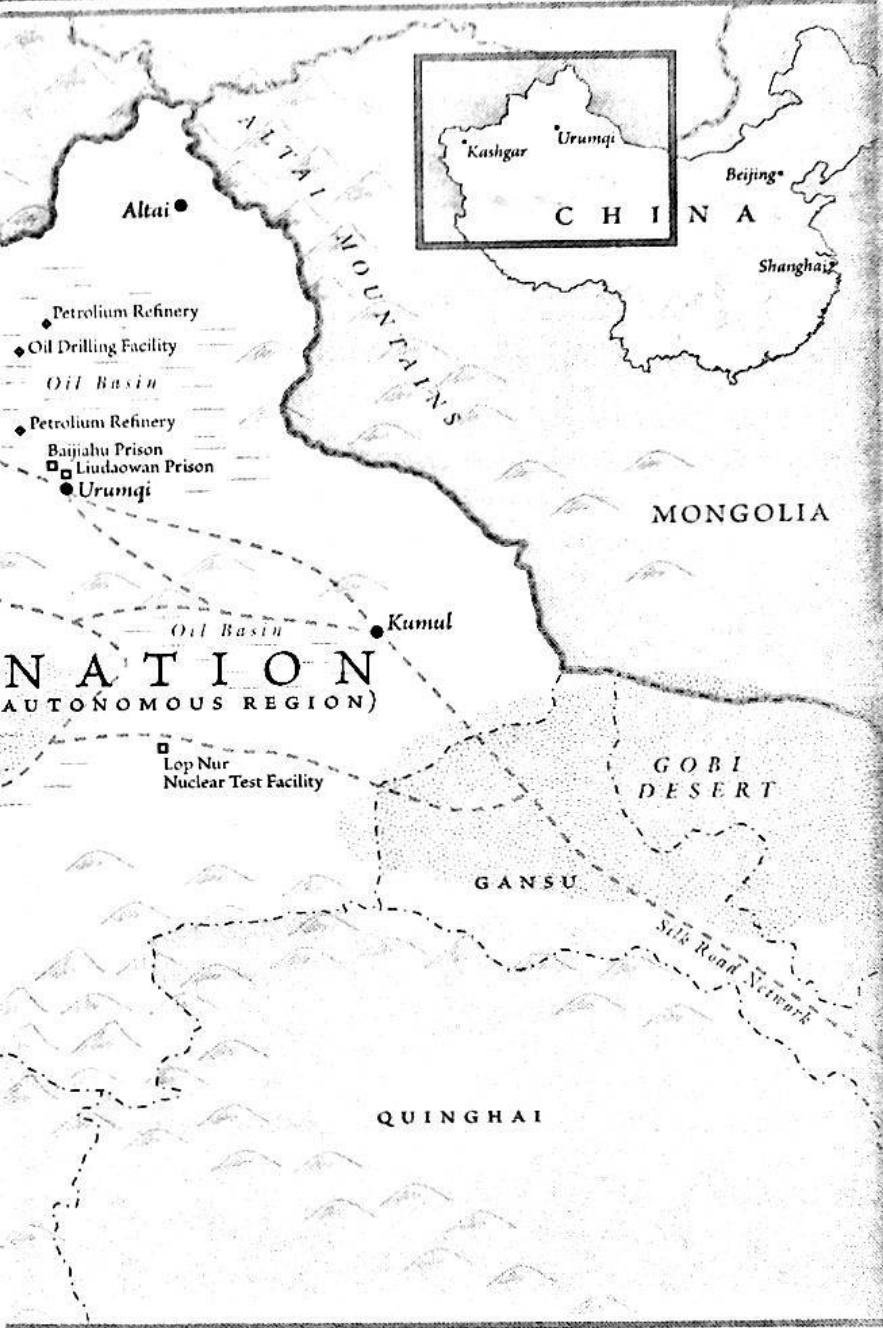 ALTAI MOUNTAINS
Kashgar
Urumqi
Beijing
CHINA
Shanghai
Altai
Petrolium Refinery
Oil Drilling Facility
Oil Basin
Petrolium Refinery
Baijiahu Prison
Liudaowan Prison
Urumqi
MONGOLIA
Kumul
Oil Basin
NATION
AUTONOMOUS REGION)
Lop Nur
Nuclear Test Facility
GOBI
DESERT
GANSU
Silk Road Network
QUINGHAI